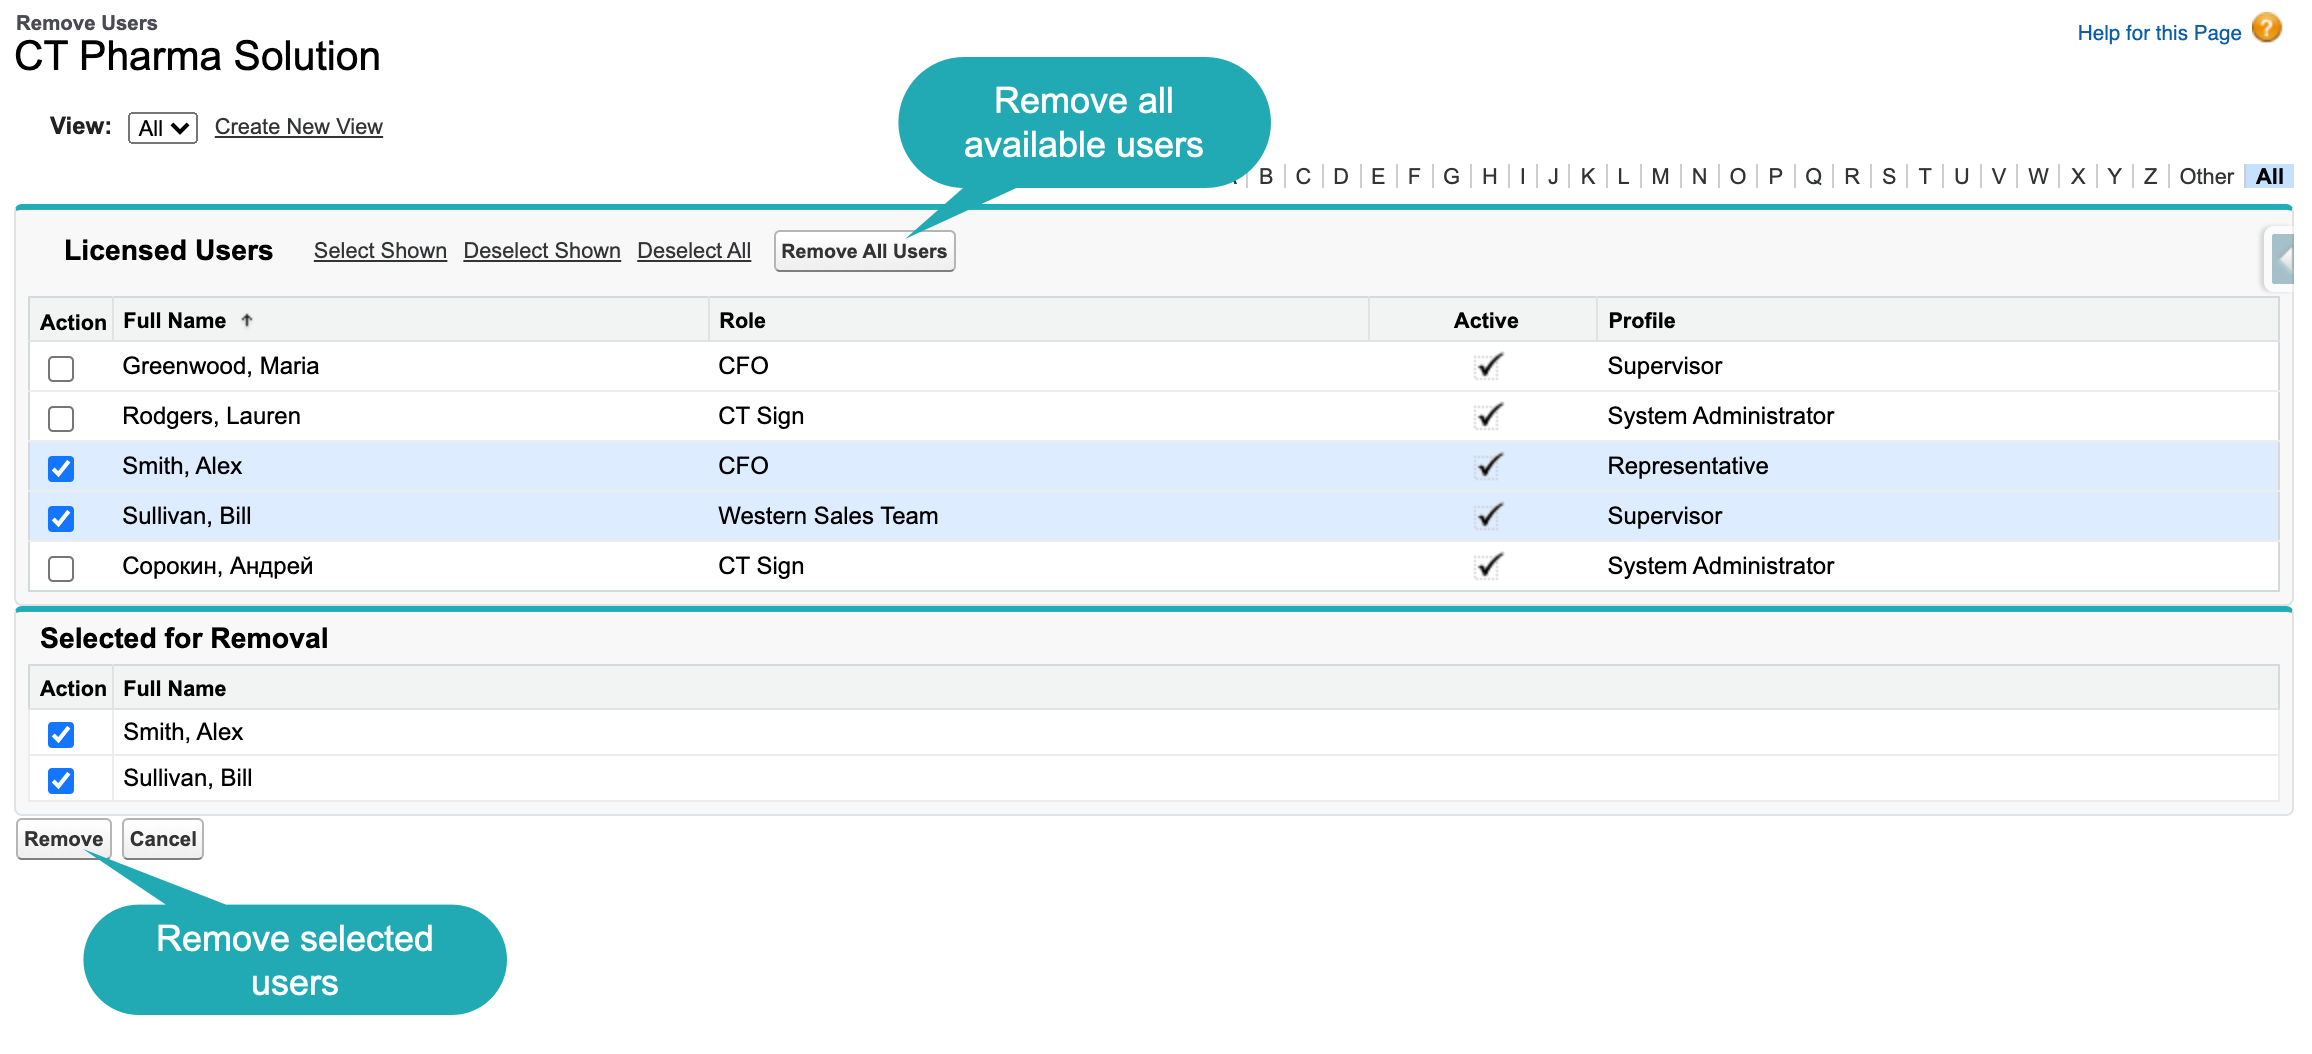 Remove Users
CT Pharma Solution
Help for this Page ?
View: All Create New View
Remove all
available users
B C D E F G H I J K L M N O P Q R S T U V W X Y Z Other All
Licensed Users Select Shown Deselect Shown Deselect All Remove All Users
Action Full Name ↑ Role Active Profile
Greenwood, Maria CFO Supervisor
Rodgers, Lauren CT Sign System Administrator
Smith, Alex CFO Representative
Sullivan, Bill Western Sales Team Supervisor
Сорокин, Андрей CT Sign System Administrator
Selected for Removal
Action Full Name
Smith, Alex
Sullivan, Bill
Remove Cancel
Remove selected
users